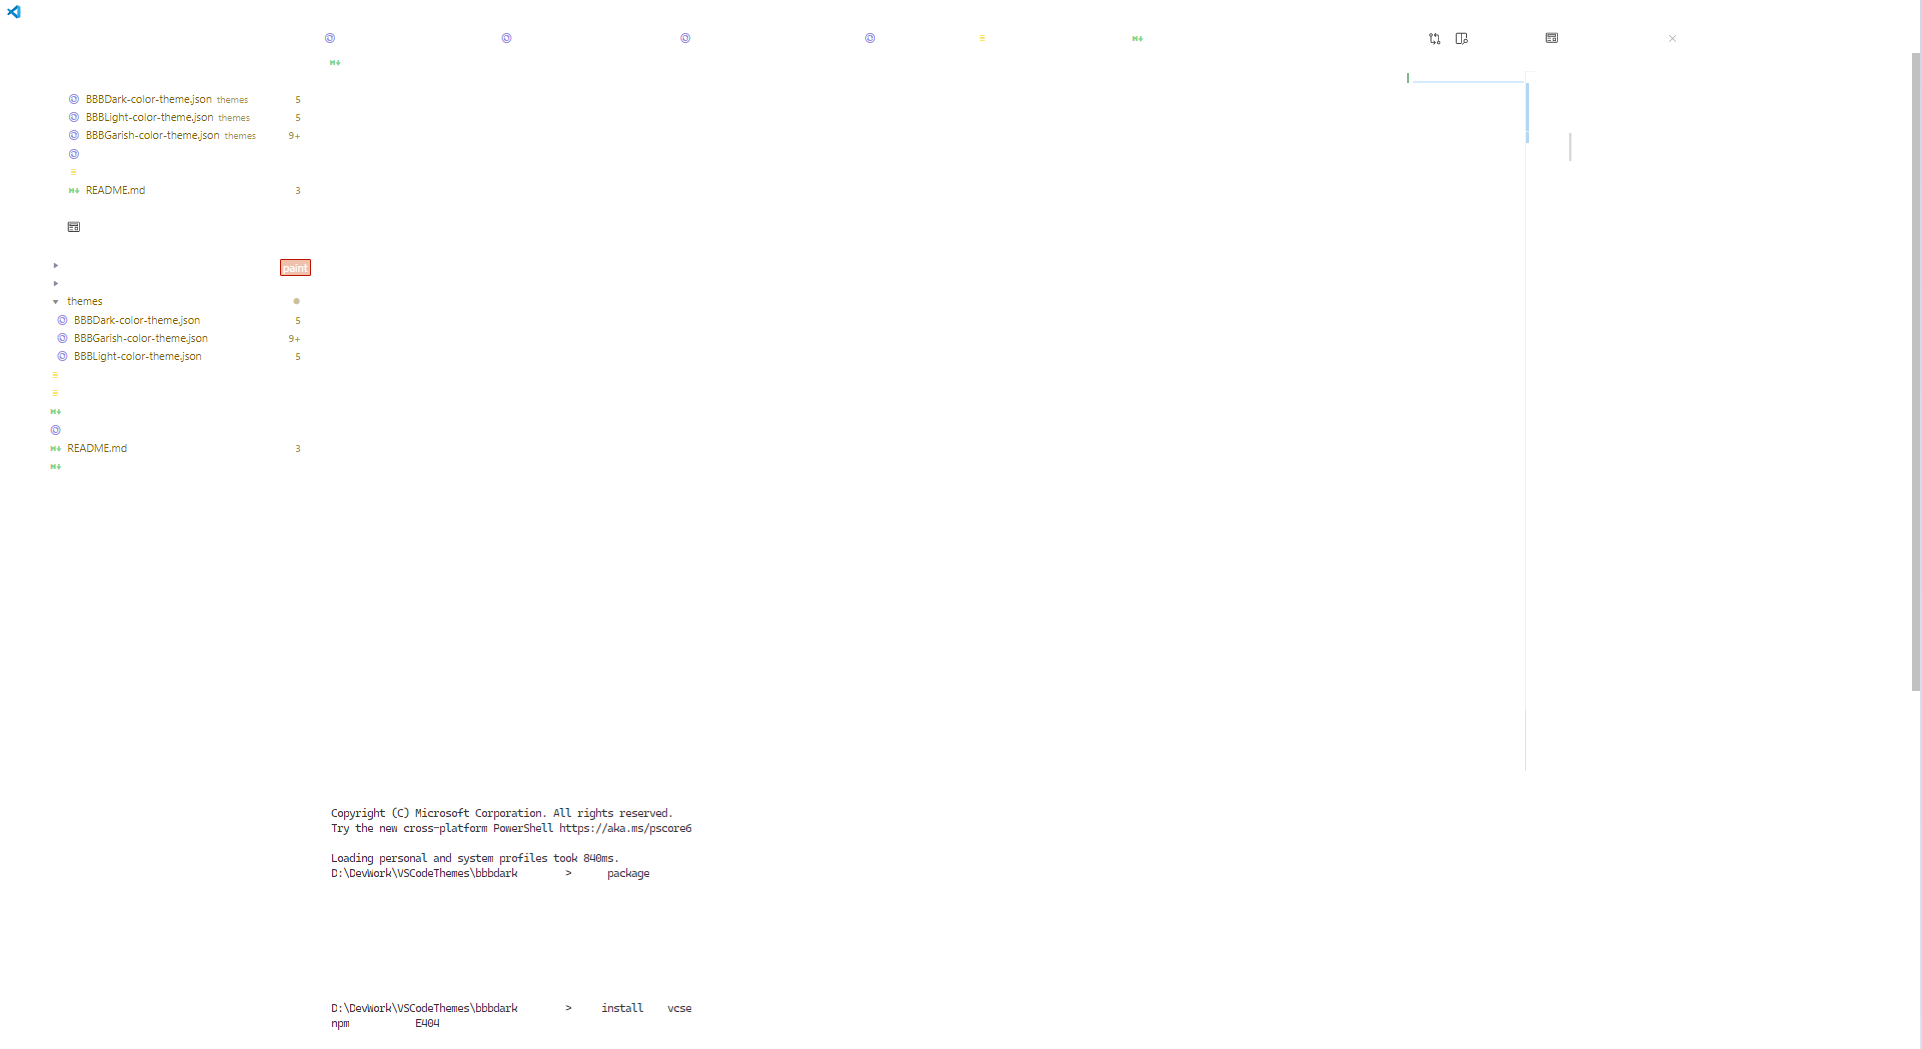 BBBDark-color-theme.json themes 5
BBBLight-color-theme.json themes 5
BBBGarish-color-theme.json themes 9+
README.md 3
paint
themes
BBBDark-color-theme.json 5
BBBGarish-color-theme.json 9+
BBBLight-color-theme.json 5
README.md 3
Copyright (C) Microsoft Corporation. All rights reserved.
Try the new cross-platform PowerShell https://aka.ms/pscore6
Loading personal and system profiles took 840ms.
D:\DevWork\VSCodeThemes\bbbdark > package
D:\DevWork\VSCodeThemes\bbbdark > install vcse
npm E404